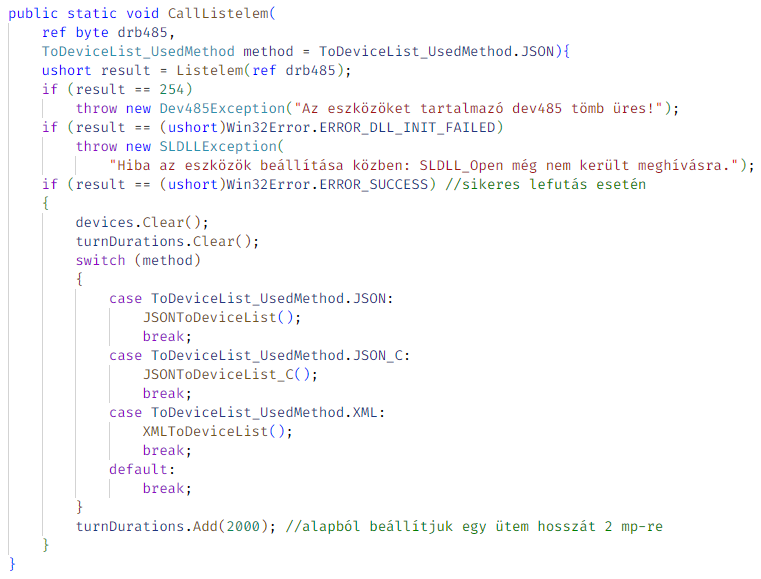 public static void CallListelem(
    ref byte drb485,
    ToDeviceList_UsedMethod method = ToDeviceList_UsedMethod.JSON){
    ushort result = Listelem(ref drb485);
    if (result == 254)
        throw new Dev485Exception("Az eszközöket tartalmazó dev485 tömb üres!");
    if (result == (ushort)Win32Error.ERROR_DLL_INIT_FAILED)
        throw new SLDLLException(
            "Hiba az eszközök beállítása közben: SLDLL_Open még nem került meghívásra.");
    if (result == (ushort)Win32Error.ERROR_SUCCESS) //sikeres lefutás esetén
    {
        devices.Clear();
        turnDurations.Clear();
        switch (method)
        {
            case ToDeviceList_UsedMethod.JSON:
                JSONToDeviceList();
                break;
            case ToDeviceList_UsedMethod.JSON_C:
                JSONToDeviceList_C();
                break;
            case ToDeviceList_UsedMethod.XML:
                XMLToDeviceList();
                break;
            default:
                break;
        }
        turnDurations.Add(2000); //alapból beállítjuk egy ütem hosszát 2 mp-re
    }
}